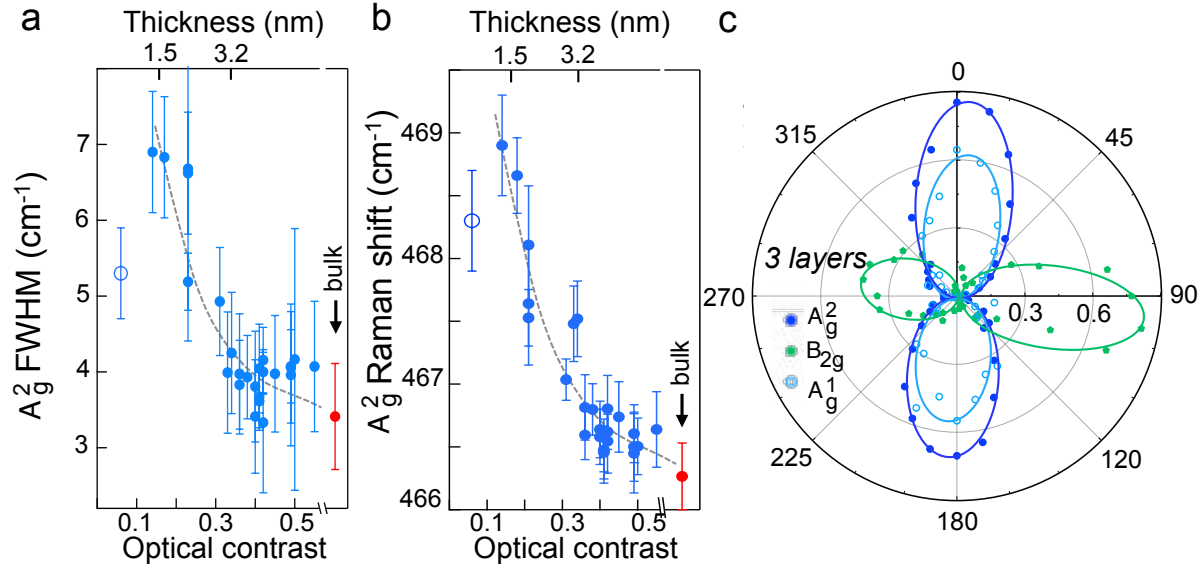 a
Thickness (nm)
1.5 3.2
7
6
5
4
3
A²g FWHM (cm⁻¹)
bulk
0.1 0.3 0.5
Optical contrast
b
Thickness (nm)
1.5 3.2
469
468
467
466
A²g Raman shift (cm⁻¹)
bulk
0.1 0.3 0.5
Optical contrast
c
0
315 45
3 layers
270 0.3 0.6 90
A²g
B2g
A¹g
225 120
180